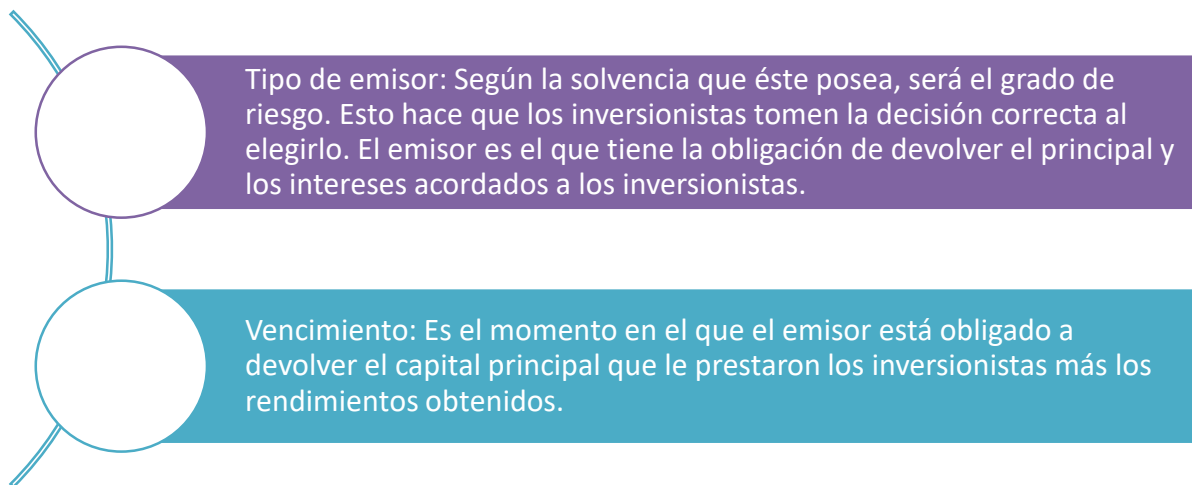 Tipo de emisor: Según la solvencia que éste posea, será el grado de
riesgo. Esto hace que los inversionistas tomen la decisión correcta al
elegirlo. El emisor es el que tiene la obligación de devolver el principal y
los intereses acordados a los inversionistas.
Vencimiento: Es el momento en el que el emisor está obligado a
devolver el capital principal que le prestaron los inversionistas más los
rendimientos obtenidos.